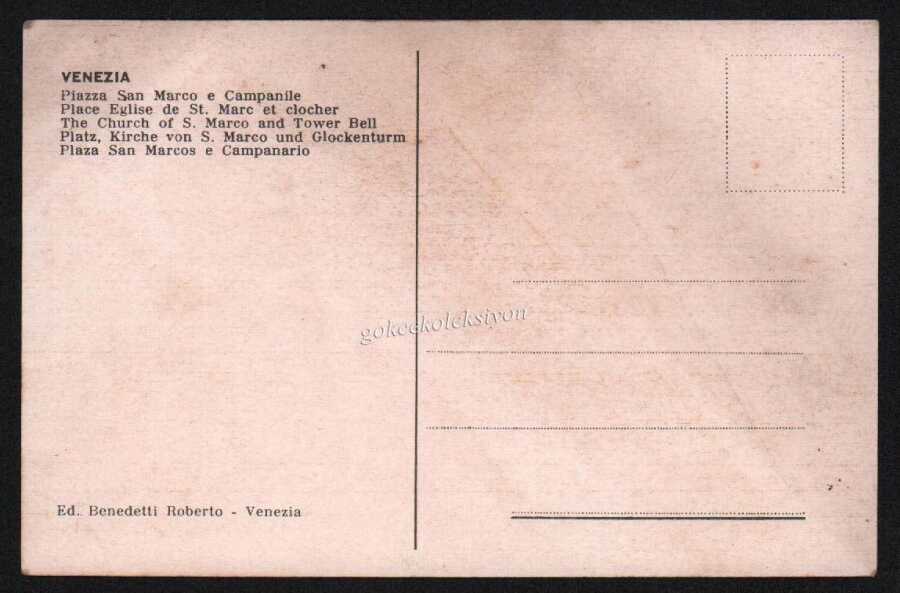 VENEZIA
Piazza San Marco e Campanile
Place Eglise de St. Marc et clocher
The Church of S. Marco and Tower Bell
Platz, Kirche von S. Marco und Glockenturm
Plaza San Marcos e Campanario
gokcekoleksiyon
Ed. Benedetti Roberto - Venezia